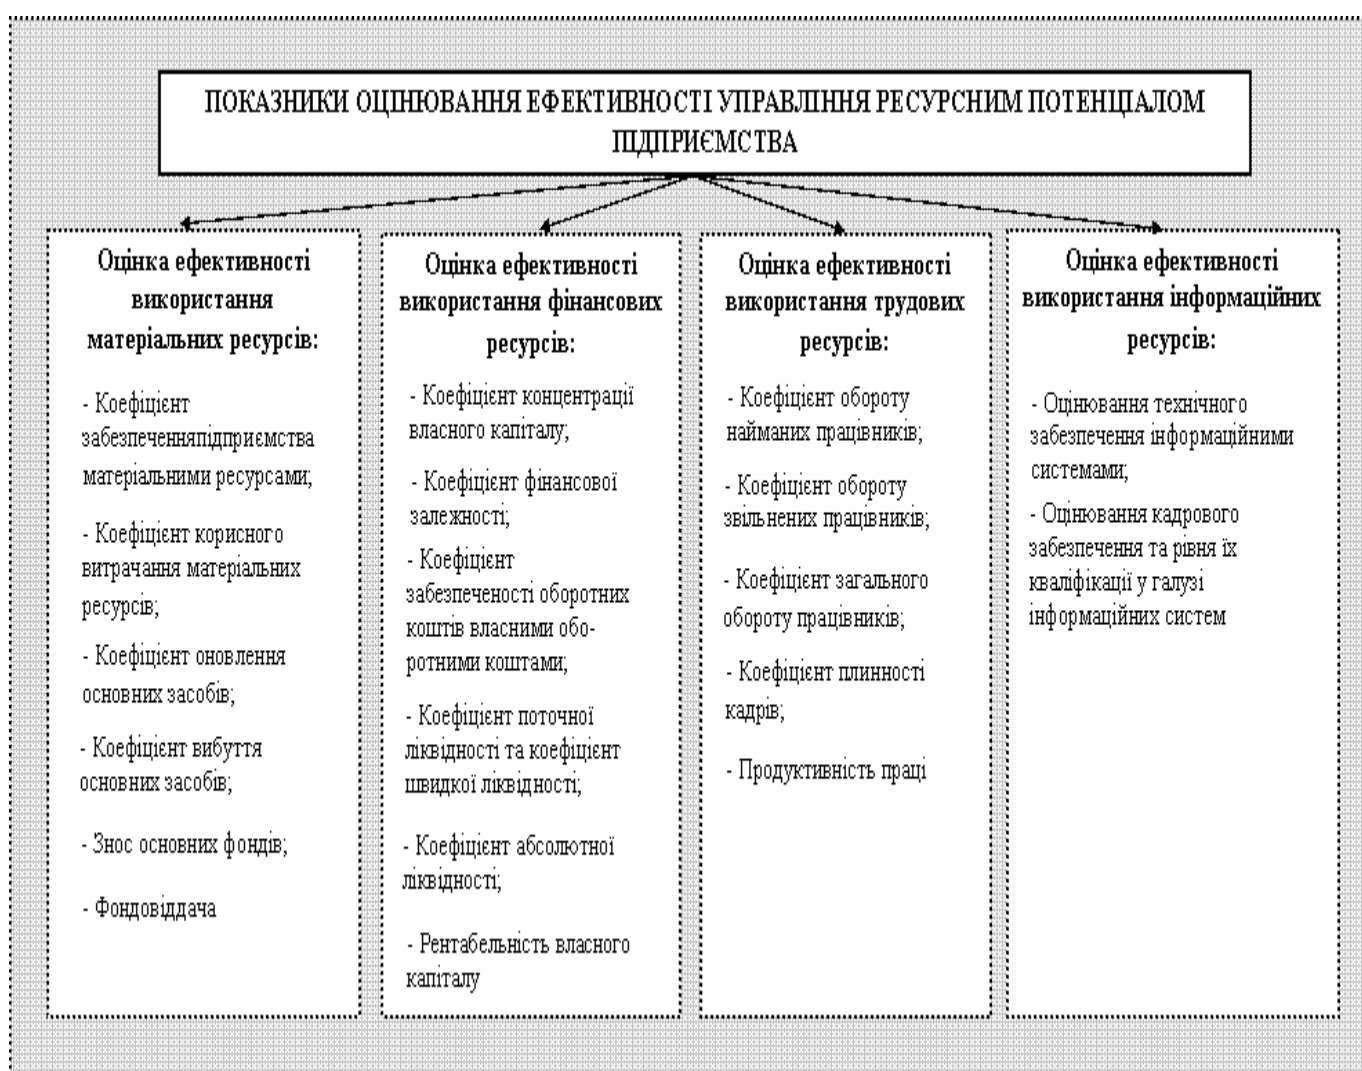 ПОКАЗНИКИ ОЦІНЮВАННЯ ЕФЕКТИВНОСТІ УПРАВЛІННЯ РЕСУРСНИМ ПОТЕНЦІАЛОМ
ПІДПРИЄМСТВА
Оцінка ефективності
використання
матеріальних ресурсів:
- Коефіцієнт
забезпеченняпідприємства
матеріальними ресурсами;
- Коефіцієнт корисного
витрачання матеріальних
ресурсів;
- Коефіцієнт оновлення
основних засобів;
- Коефіцієнт вибуття
основних засобів;
- Знос основних фондів;
- Фондовіддача
Оцінка ефективності
використання фінансових
ресурсів:
- Коефіцієнт концентрації
власного капіталу;
- Коефіцієнт фінансової
залежності;
- Коефіцієнт
забезпеченості оборотних
коштів власними обо-
ротними коштами;
- Коефіцієнт поточної
ліквідності та коефіцієнт
швидкої ліквідності;
- Коефіцієнт абсолютної
ліквідності;
- Рентабельність власного
капіталу
Оцінка ефективності
використання трудових
ресурсів:
- Коефіцієнт обороту
найманих працівників;
- Коефіцієнт обороту
звільнених працівників;
- Коефіцієнт загального
обороту працівників;
- Коефіцієнт плинності
кадрів;
- Продуктивність праці
Оцінка ефективності
використання інформаційних
ресурсів:
- Оцінювання технічного
забезпечення інформаційними
системами;
- Оцінювання кадрового
забезпечення та рівня їх
кваліфікації у галузі
інформаційних систем